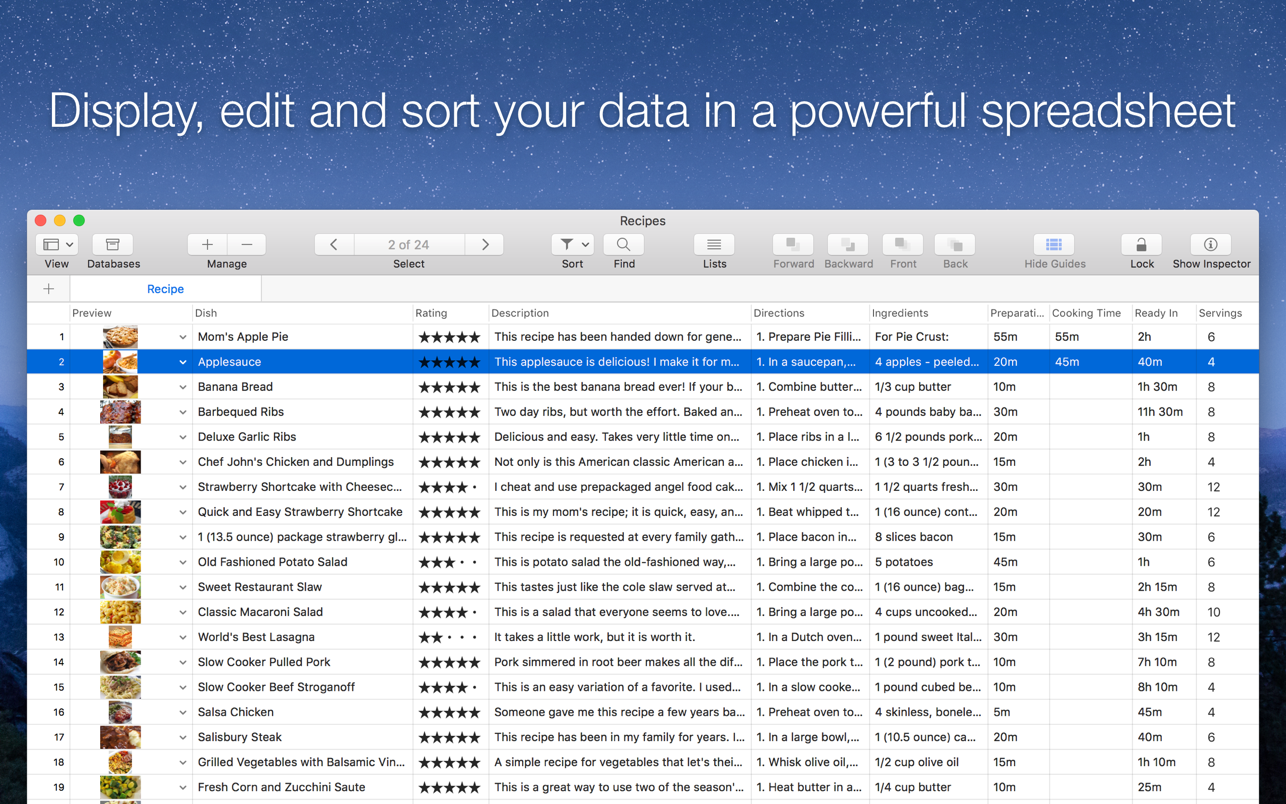 Display, edit and sort your data in a powerful spreadsheet
Recipes
2 of 24
View Databases Manage Select Sort Find Lists Forward Backward Front Back Hide Guides Lock Show Inspector
Recipe
Preview Dish Rating Description Directions Ingredients Preparati... Cooking Time Ready In Servings
1 Mom's Apple Pie ★★★★★ This recipe has been handed down for gene... 1. Prepare Pie Filli... For Pie Crust: 55m 55m 2h 6
2 Applesauce ★★★★★ This applesauce is delicious! I make it for m... 1. In a saucepan,... 4 apples - peeled... 20m 45m 40m 4
3 Banana Bread ★★★★★ This is the best banana bread ever! If your b... 1. Combine butter... 1/3 cup butter 10m 1h 30m 8
4 Barbequed Ribs ★★★★★ Two day ribs, but worth the effort. Baked an... 1. Preheat oven to... 4 pounds baby ba... 30m 11h 30m 8
5 Deluxe Garlic Ribs ★★★★★ Delicious and easy. Takes very little time on... 1. Place ribs in a l... 6 1/2 pounds pork... 20m 1h 8
6 Chef John's Chicken and Dumplings ★★★★★ Not only is this American classic American a... 1. Place chicken i... 1 (3 to 3 1/2 poun... 15m 2h 4
7 Strawberry Shortcake with Cheesec... ★★★★• I cheat and use prepackaged angel food cak... 1. Mix 1 1/2 quarts... 1 1/2 quarts fresh... 30m 30m 12
8 Quick and Easy Strawberry Shortcake ★★★★★ This is my mom's recipe; it is quick, easy, an... 1. Beat whipped t... 1 (16 ounce) cont... 20m 20m 12
9 1 (13.5 ounce) package strawberry gl... ★★★★★ This recipe is requested at every family gath... 1. Place bacon in... 8 slices bacon 15m 30m 6
10 Old Fashioned Potato Salad ★★★•• This is potato salad the old-fashioned way,... 1. Bring a large po... 5 potatoes 45m 1h 6
11 Sweet Restaurant Slaw ★★★★★ This tastes just like the cole slaw served at... 1. Combine the co... 1 (16 ounce) bag... 15m 2h 15m 8
12 Classic Macaroni Salad ★★★★• This is a salad that everyone seems to love.... 1. Bring a large po... 4 cups uncooked... 20m 4h 30m 10
13 World's Best Lasagna ★★••• It takes a little work, but it is worth it. 1. In a Dutch oven... 1 pound sweet Ital... 30m 3h 15m 12
14 Slow Cooker Pulled Pork ★★★★★ Pork simmered in root beer makes all the dif... 1. Place the pork t... 1 (2 pound) pork t... 10m 7h 10m 8
15 Slow Cooker Beef Stroganoff ★★★★• This is an easy variation of a favorite. I used... 1. In a slow cooke... 1 pound cubed be... 10m 8h 10m 4
16 Salsa Chicken ★★★★★ Someone gave me this recipe a few years ba... 1. Preheat oven to... 4 skinless, bonele... 5m 45m 4
17 Salisbury Steak ★★★★★ This recipe has been in my family for years. I... 1. In a large bowl,... 1 (10.5 ounce) ca... 20m 40m 6
18 Grilled Vegetables with Balsamic Vin... ★★★★★ A simple recipe for vegetables that let's thei... 1. Whisk olive oil,... 1/2 cup olive oil 15m 1h 10m 8
19 Fresh Corn and Zucchini Saute ★★★★★ This is a great way to use two of the season'... 1. Heat butter in a... 1/4 cup butter 10m 25m 4